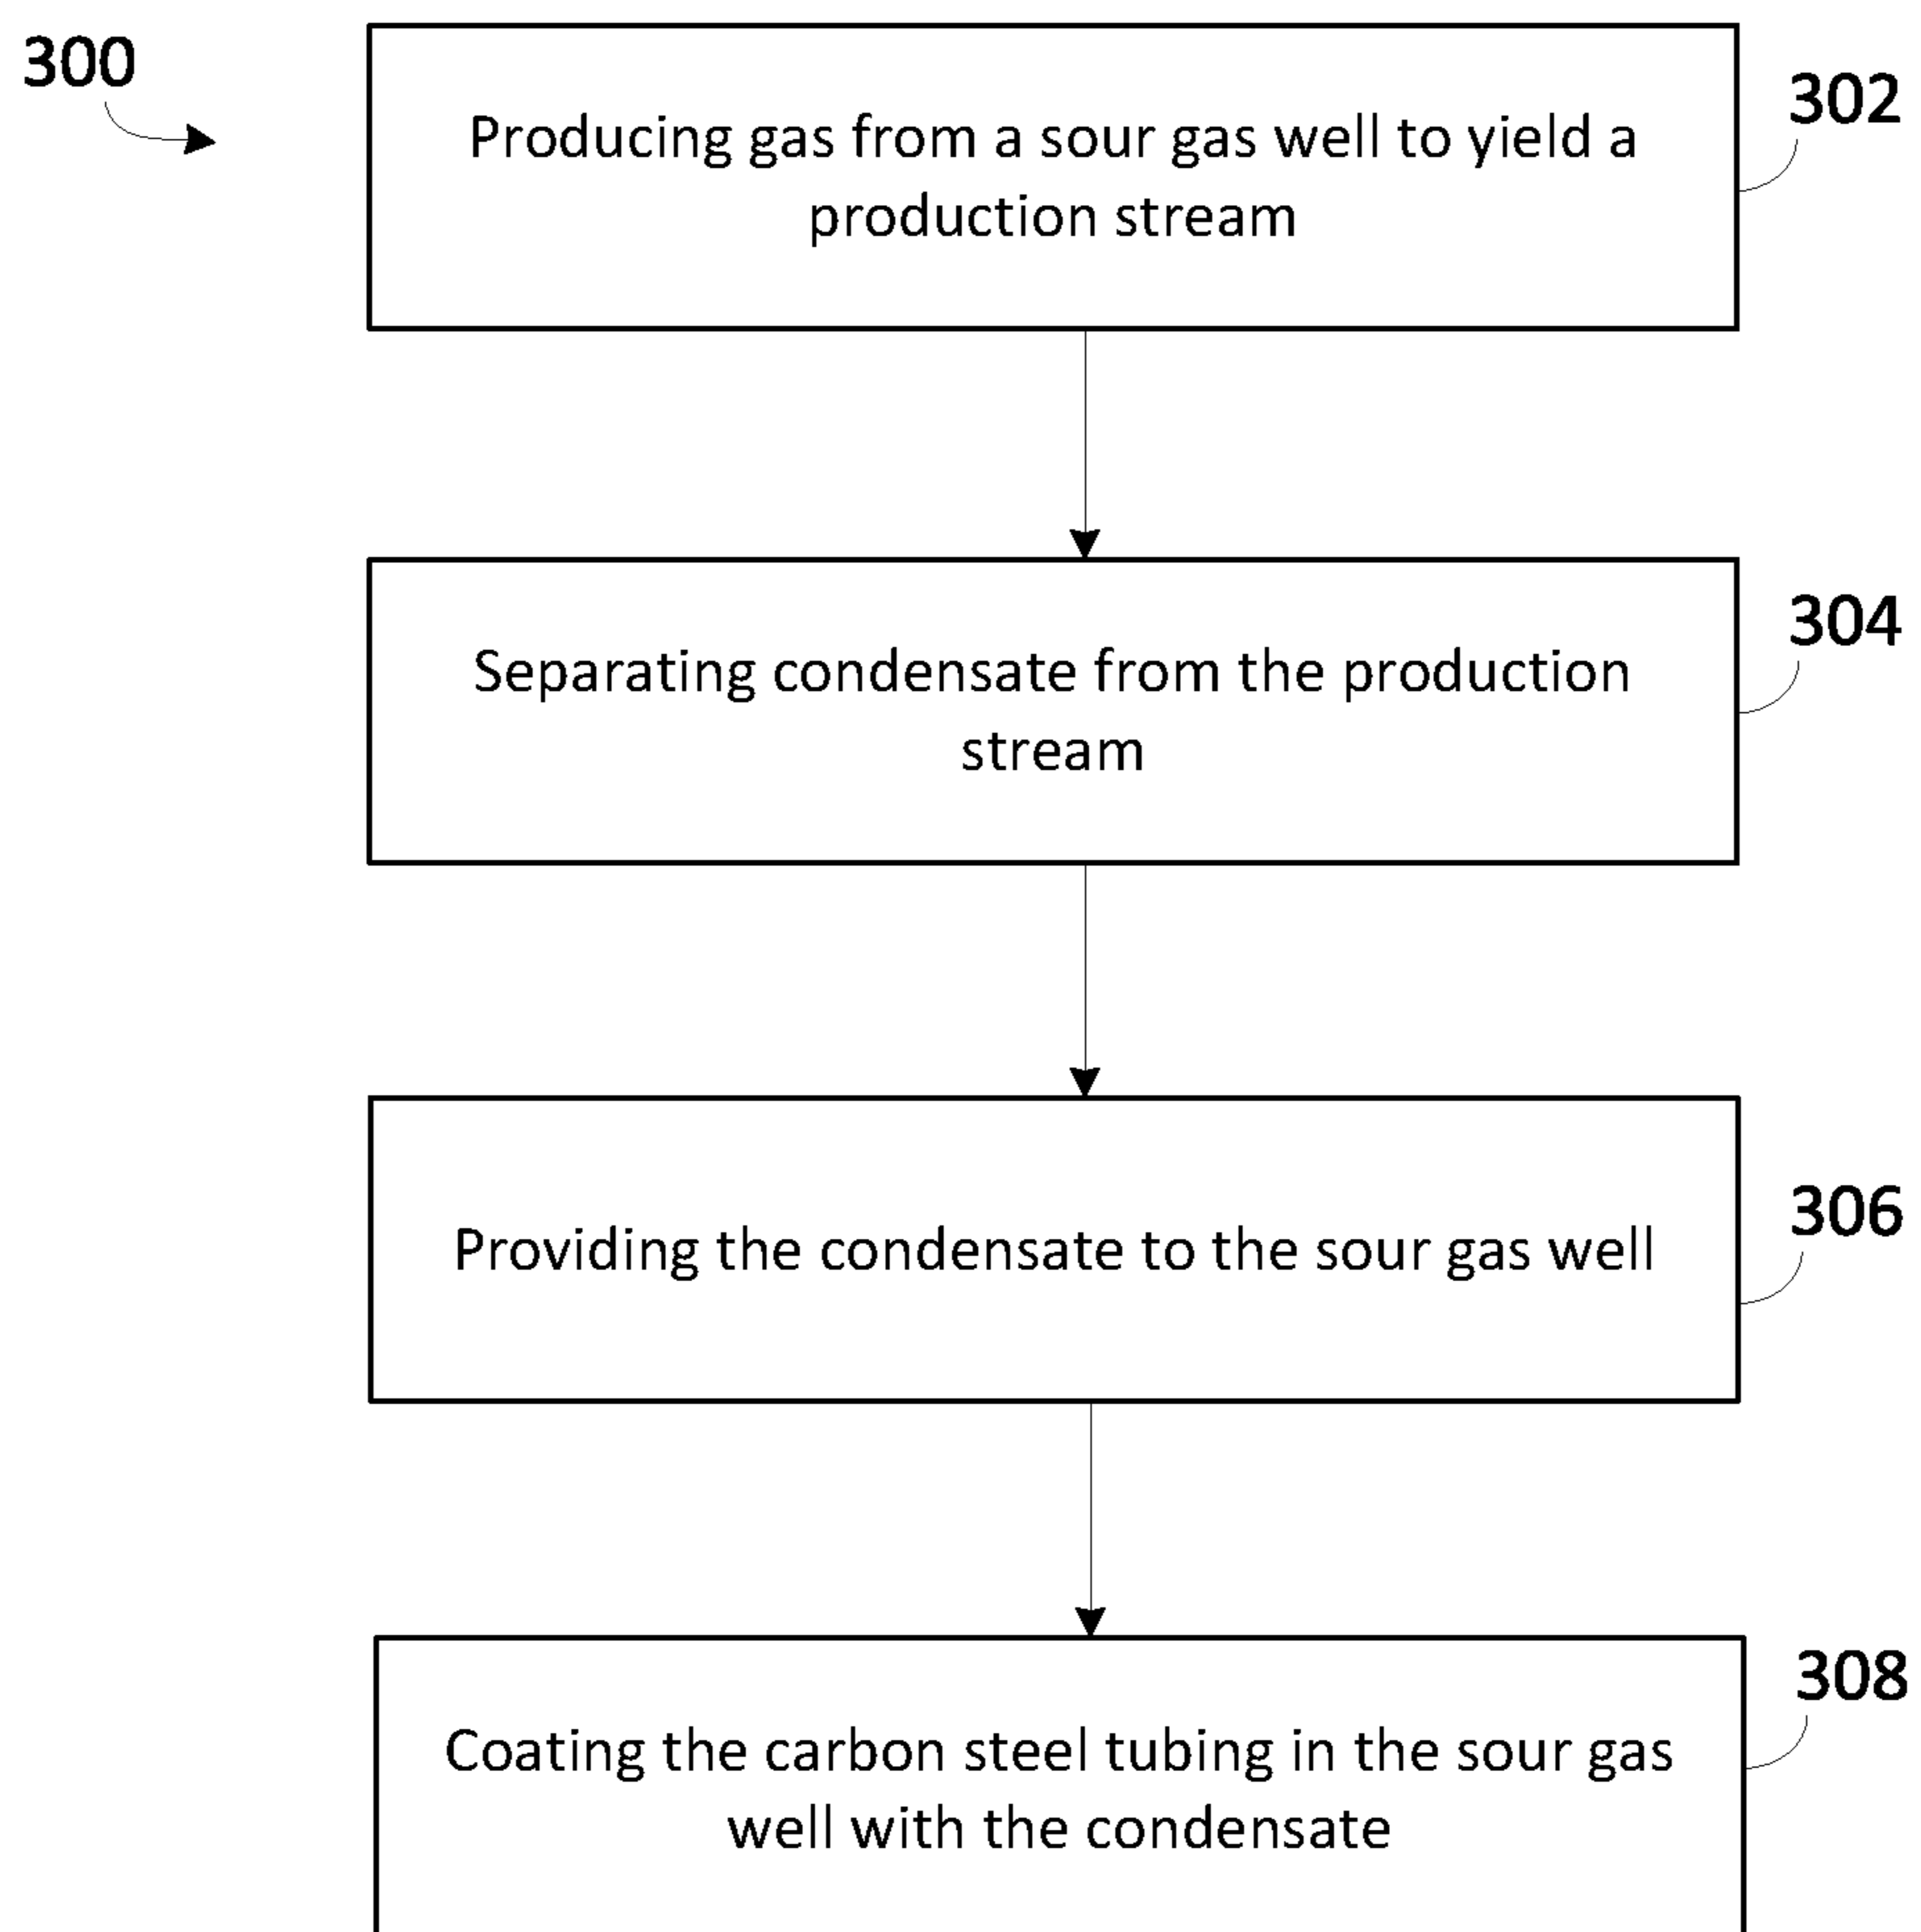 300
302
Producing gas from a sour gas well to yield a
production stream
304
Separating condensate from the production
stream
306
Providing the condensate to the sour gas well
308
Coating the carbon steel tubing in the sour gas
well with the condensate